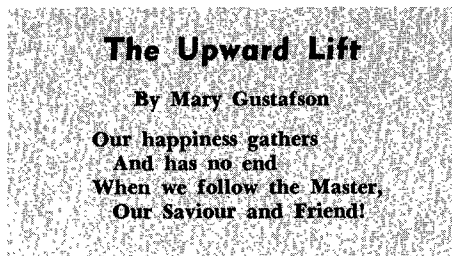 The Upward Lift
By Mary Gustafson
Our happiness gathers
And has no end
When we follow the Master,
Our Saviour and Friend!